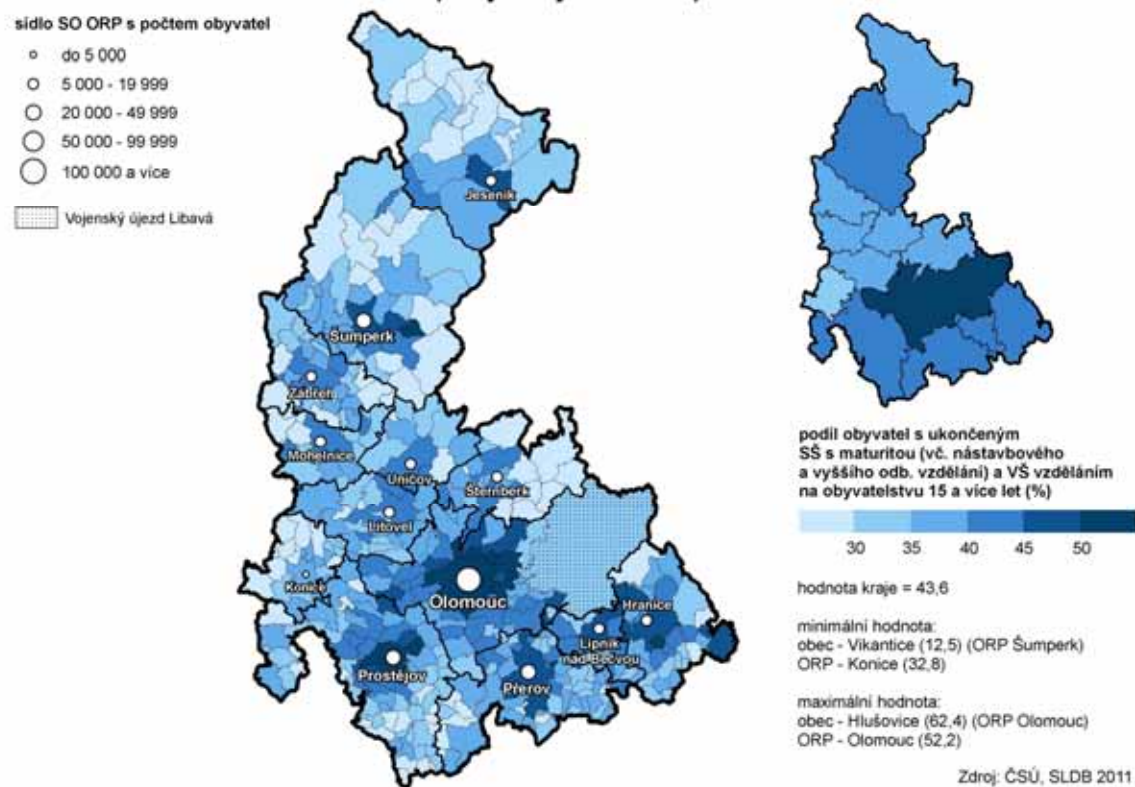 sídlo SO ORP s počtem obyvatel
do 5 000
5 000 - 19 999
20 000 - 49 999
50 000 - 99 999
100 000 a více
Vojenský újezd Libavá
Jeseník
Šumperk
Zábřeh
Mohelnice
Uničov
Šternberk
Litovel
Konice
Olomouc
Hranice
Lipník
nad Bečvou
Prostějov
Přerov
podíl obyvatel s ukončeným
SŠ s maturitou (vč. nástavbového
a vyššího odb. vzdělání) a VŠ vzděláním
na obyvatelstvu 15 a více let (%)
30 35 40 45 50
hodnota kraje = 43,6
minimální hodnota:
obec - Vikantice (12,5) (ORP Šumperk)
ORP - Konice (32,8)
maximální hodnota:
obec - Hlušovice (62,4) (ORP Olomouc)
ORP - Olomouc (52,2)
Zdroj: ČSÚ, SLDB 2011